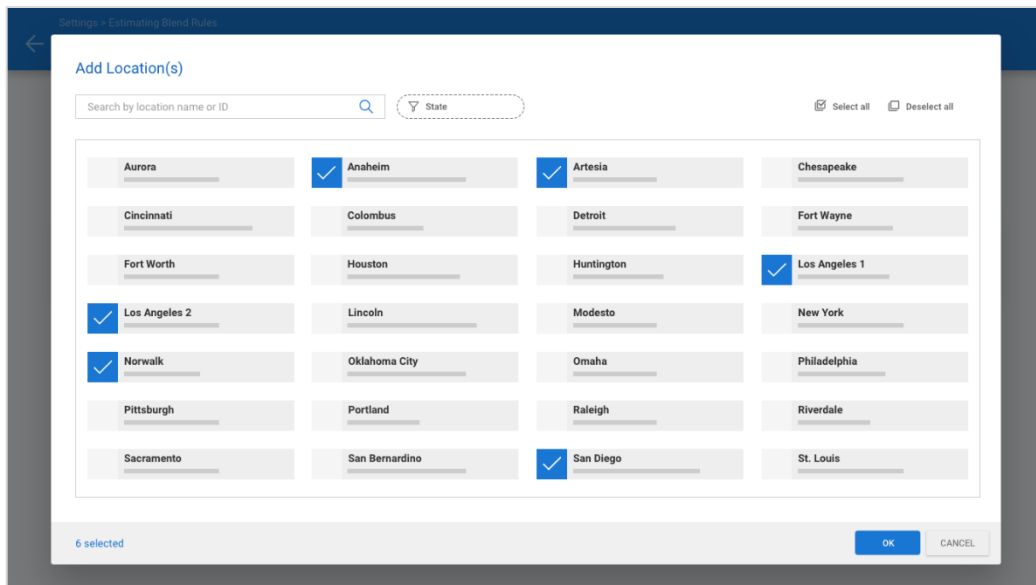 Settings > Estimating Blend Rules
Add Location(s)
Search by location name or ID
State
Select all
Deselect all
Aurora
Anaheim
Artesia
Chesapeake
Cincinnati
Colombus
Detroit
Fort Wayne
Fort Worth
Houston
Huntington
Los Angeles 1
Los Angeles 2
Lincoln
Modesto
New York
Norwalk
Oklahoma City
Omaha
Philadelphia
Pittsburgh
Portland
Raleigh
Riverdale
Sacramento
San Bernardino
San Diego
St. Louis
6 selected
OK
CANCEL